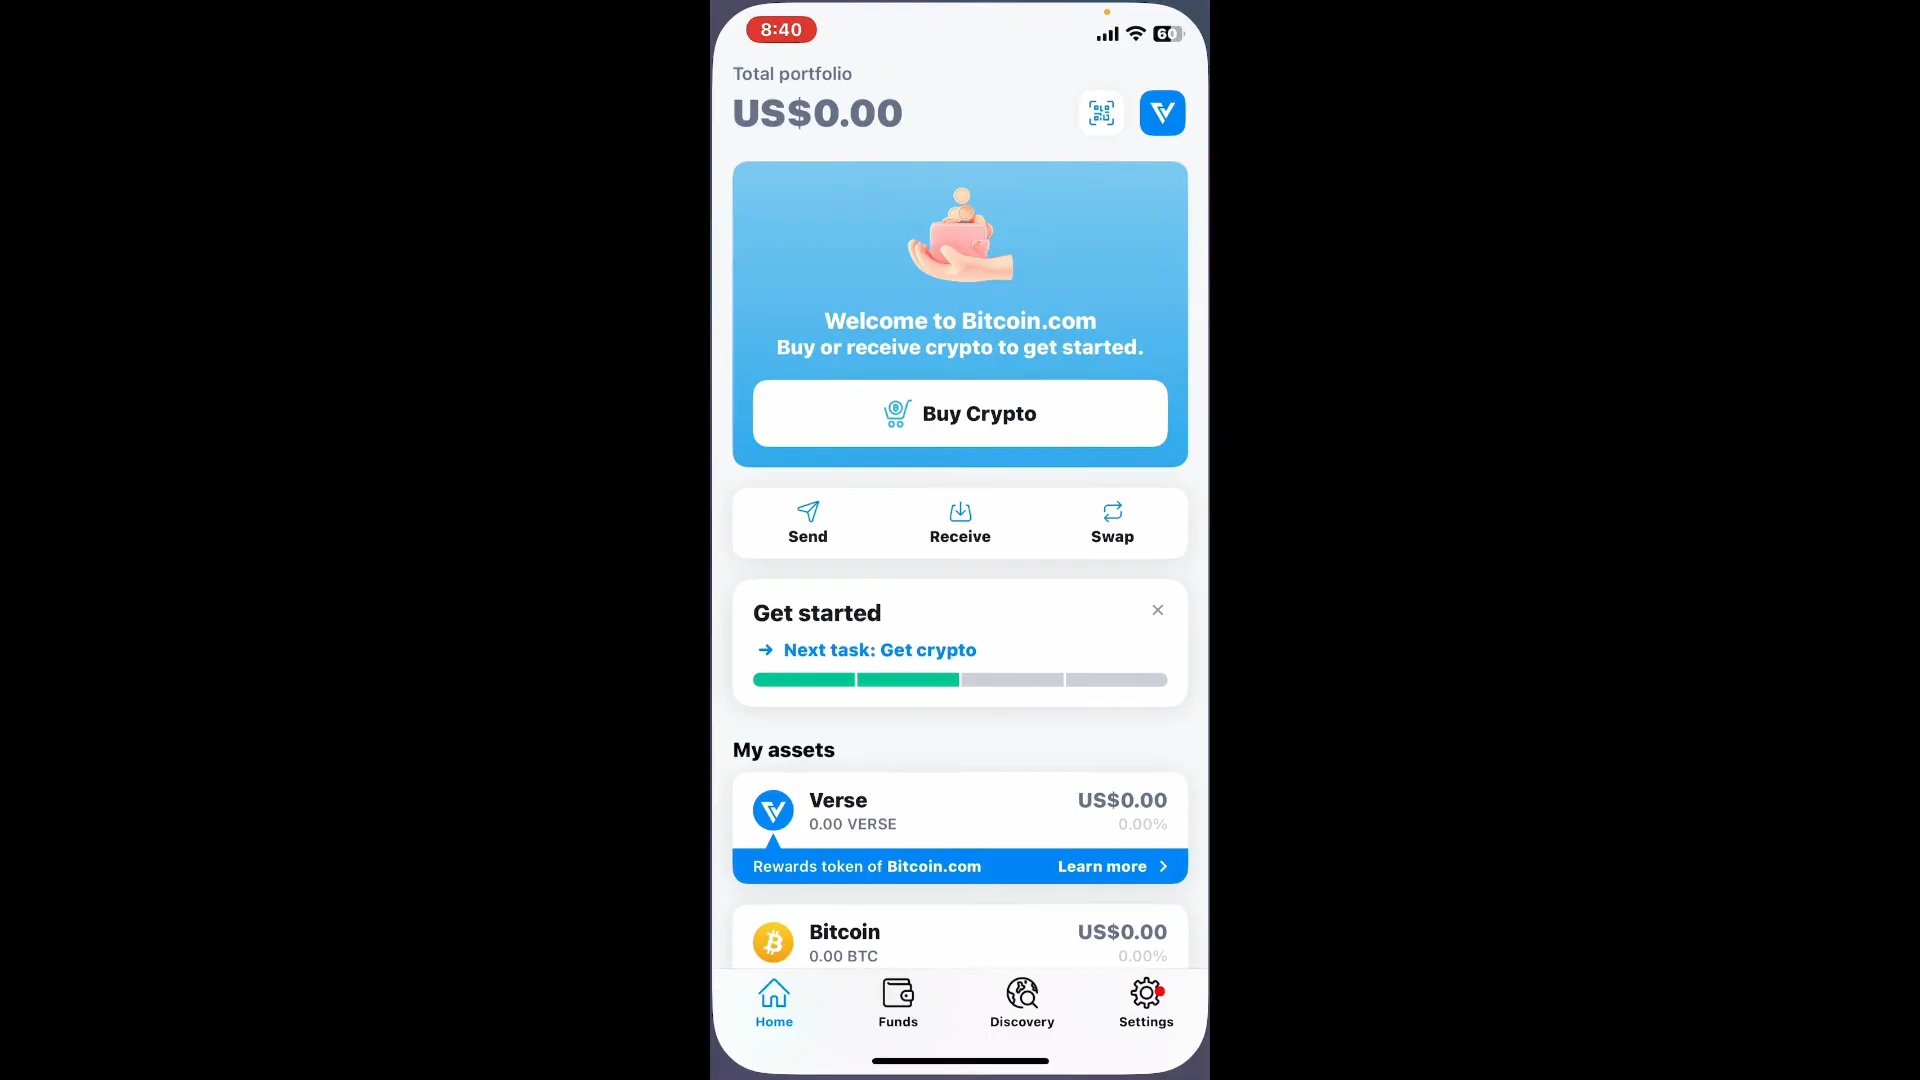 8:40
60
Total portfolio
US$0.00
Welcome to Bitcoin.com
Buy or receive crypto to get started.
Buy Crypto
Send
Receive
Swap
Get started
Next task: Get crypto
My assets
Verse
US$0.00
0.00 VERSE
0.00%
Rewards token of Bitcoin.com
Learn more
Bitcoin
US$0.00
0.00 BTC
0.00%
Home
Funds
Discovery
Settings